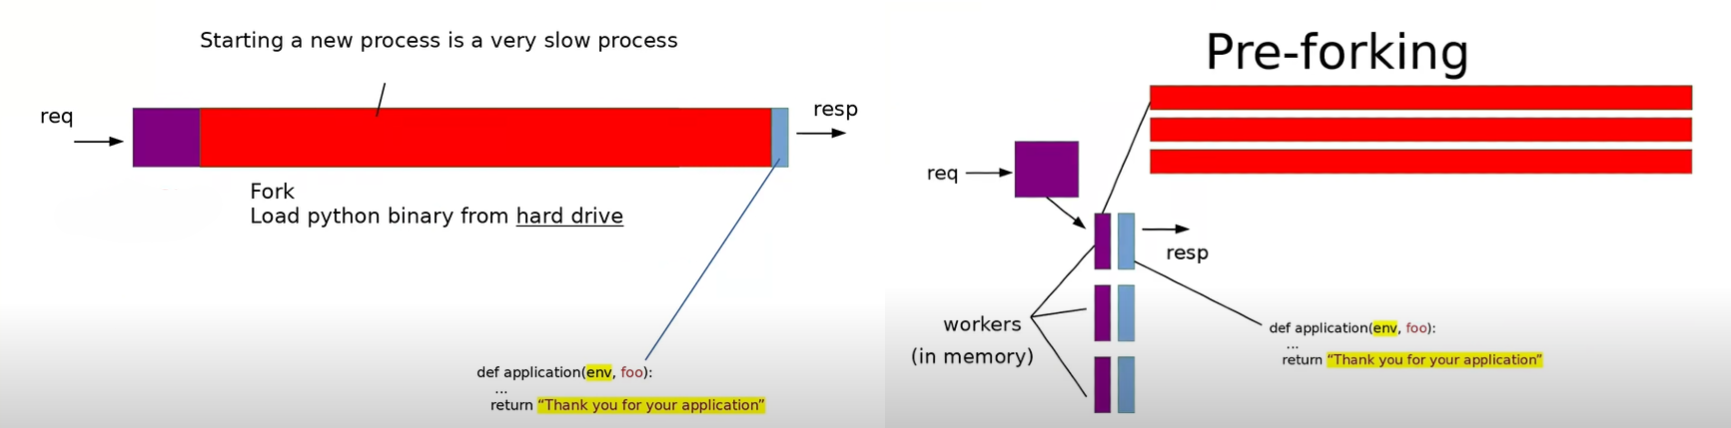 Starting a new process is a very slow process
req
resp
Fork
Load python binary from hard drive
def application(env, foo):
...
return “Thank you for your application”
Pre-forking
req
resp
workers
(in memory)
def application(env, foo):
...
return “Thank you for your application”